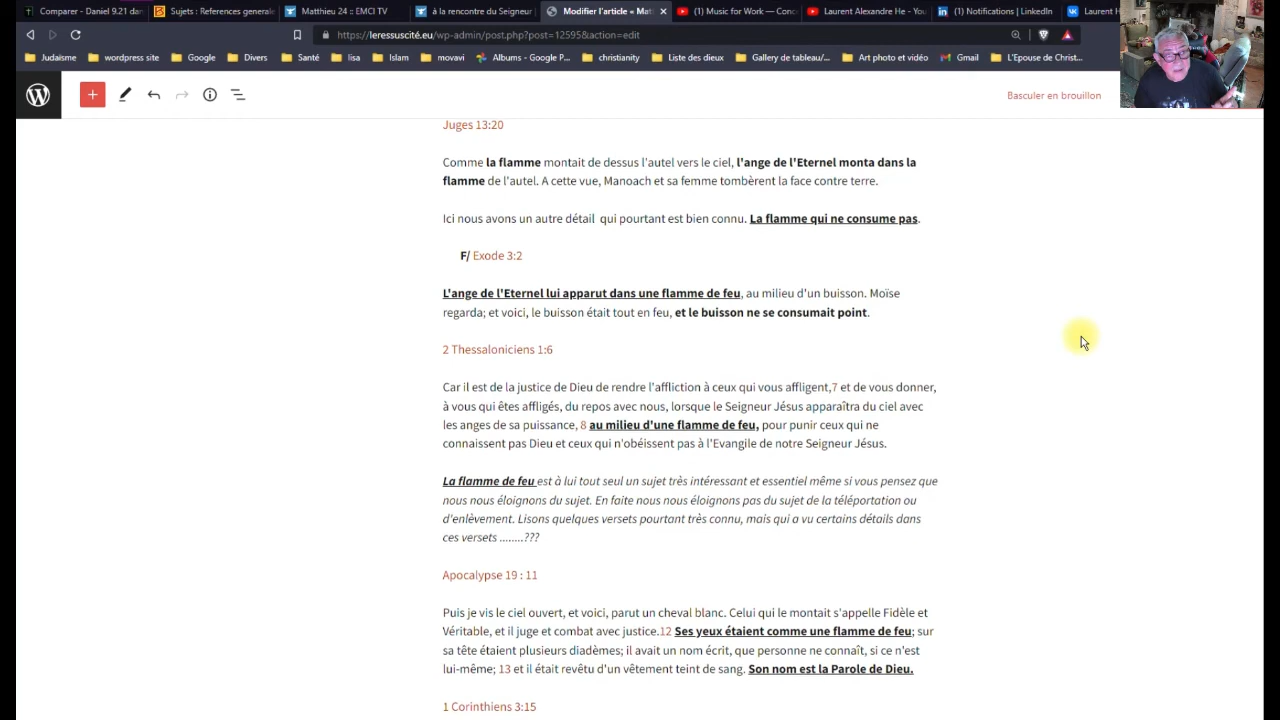 Comparer - Daniel 9.21 dan
Sujets : References generale
Matthieu 24 :: EMCI TV
à la rencontre du Seigneur
Modifier l'article « Mat
(1) Music for Work — Conc
Laurent Alexandre He - You
(1) Notifications | LinkedIn
Laurent H
https://leressuscité.eu/wp-admin/post.php?post=12595&action=edit
Judaïsme
wordpress site
Google
Divers
Santé
lisa
Islam
movavi
Albums - Google P...
christianity
Liste des dieux
Gallery de tableau/...
Art photo et vidéo
Gmail
L'Epouse de Christ...
Basculer en brouillon
Juges 13:20
Comme la flamme montait de dessus l'autel vers le ciel, l'ange de l'Eternel monta dans la
flamme de l'autel. A cette vue, Manoach et sa femme tombèrent la face contre terre.
Ici nous avons un autre détail qui pourtant est bien connu. La flamme qui ne consume pas.
F/ Exode 3:2
L'ange de l'Eternel lui apparut dans une flamme de feu, au milieu d'un buisson. Moïse
regarda; et voici, le buisson était tout en feu, et le buisson ne se consumait point.
2 Thessaloniciens 1:6
Car il est de la justice de Dieu de rendre l'affliction à ceux qui vous affligent,7 et de vous donner,
à vous qui êtes affligés, du repos avec nous, lorsque le Seigneur Jésus apparaîtra du ciel avec
les anges de sa puissance, 8 au milieu d'une flamme de feu, pour punir ceux qui ne
connaissent pas Dieu et ceux qui n'obéissent pas à l'Evangile de notre Seigneur Jésus.
La flamme de feu est à lui tout seul un sujet très intéressant et essentiel même si vous pensez que
nous nous éloignons du sujet. En faite nous nous éloignons pas du sujet de la téléportation ou
d'enlèvement. Lisons quelques versets pourtant très connu, mais qui a vu certains détails dans
ces versets ........???
Apocalypse 19 : 11
Puis je vis le ciel ouvert, et voici, parut un cheval blanc. Celui qui le montait s'appelle Fidèle et
Véritable, et il juge et combat avec justice.12 Ses yeux étaient comme une flamme de feu; sur
sa tête étaient plusieurs diadèmes; il avait un nom écrit, que personne ne connaît, si ce n'est
lui-même; 13 et il était revêtu d'un vêtement teint de sang. Son nom est la Parole de Dieu.
1 Corinthiens 3:15